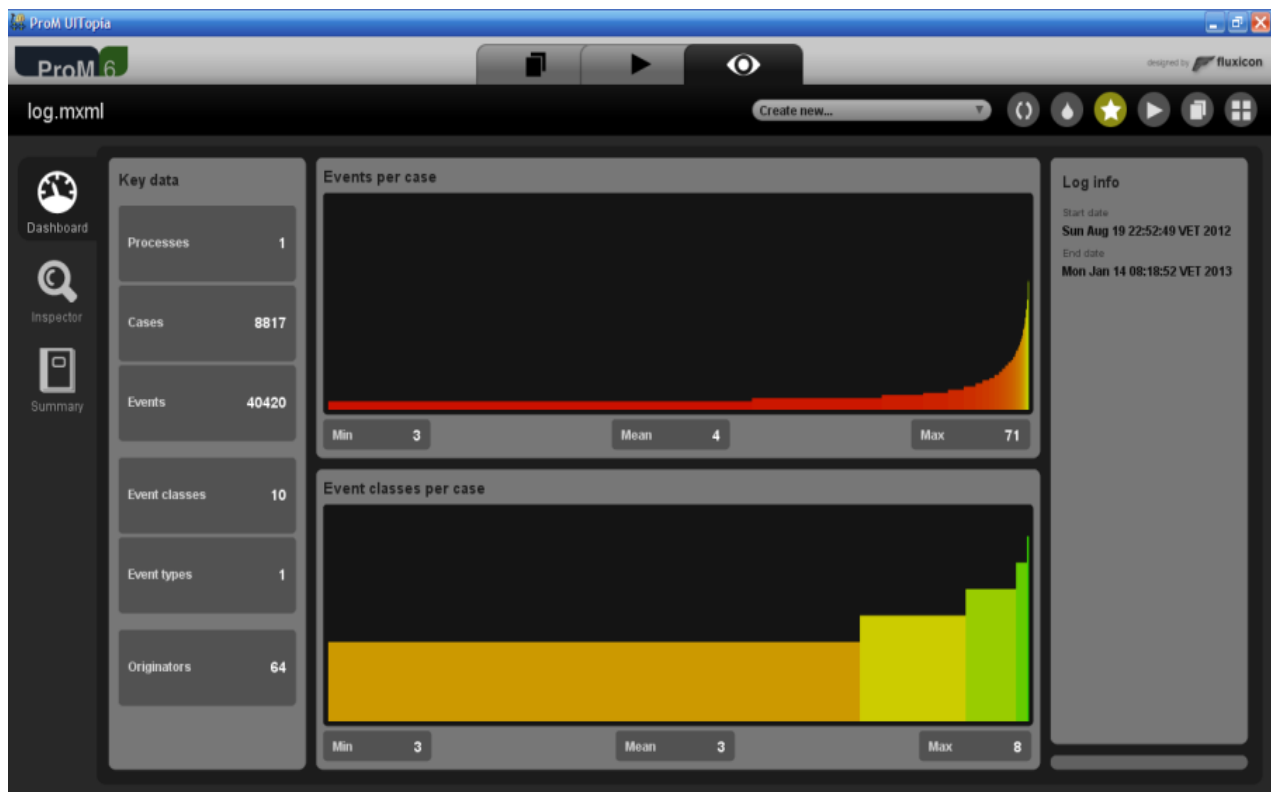 ProM UITopia
ProM 6
designed by fluxicon
log.mxml
Create new...
Dashboard
Inspector
Summary
Key data
Processes 1
Cases 8817
Events 40420
Event classes 10
Event types 1
Originators 64
Events per case
Min 3 Mean 4 Max 71
Event classes per case
Min 3 Mean 3 Max 8
Log info
Start date
Sun Aug 19 22:52:49 VET 2012
End date
Mon Jan 14 08:18:52 VET 2013